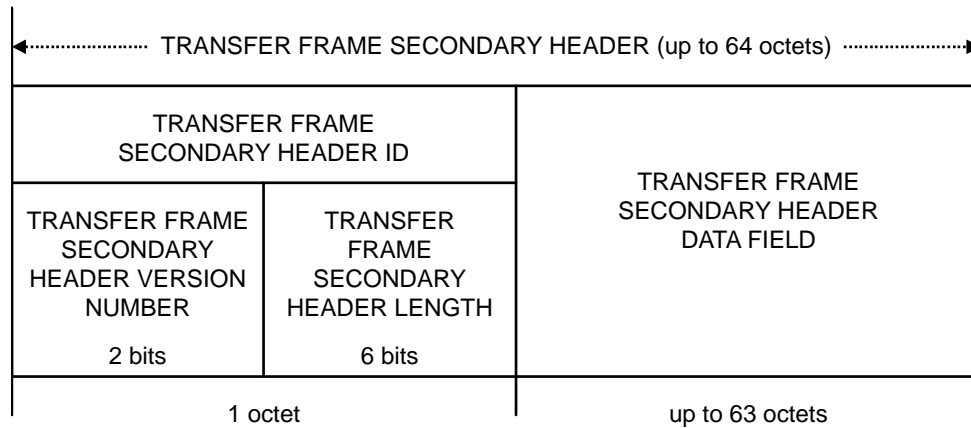 TRANSFER FRAME SECONDARY HEADER (up to 64 octets)
TRANSFER FRAME
SECONDARY HEADER ID
TRANSFER FRAME
SECONDARY
HEADER VERSION
NUMBER
2 bits
TRANSFER
FRAME
SECONDARY
HEADER LENGTH
6 bits
TRANSFER FRAME
SECONDARY HEADER
DATA FIELD
1 octet
up to 63 octets